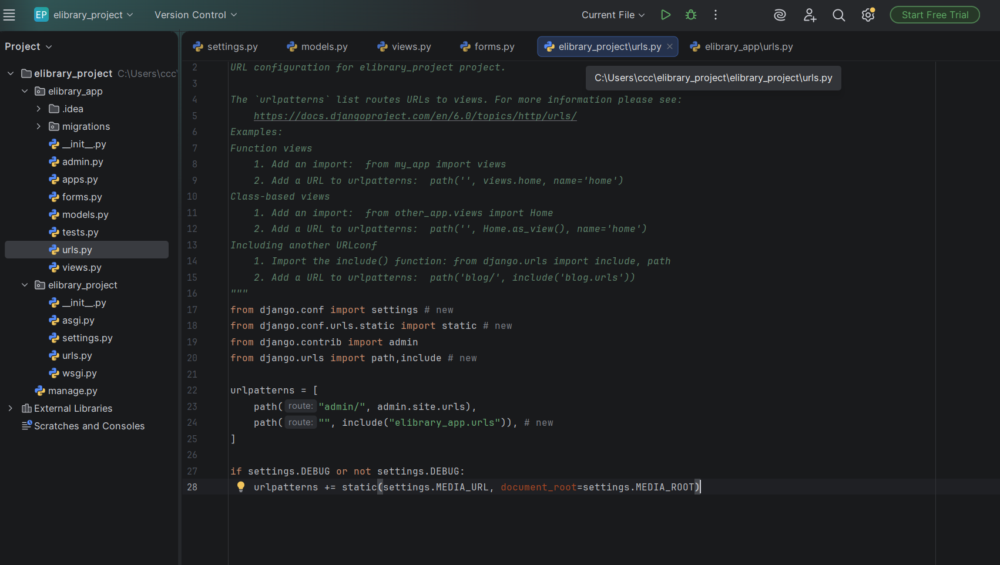 EP elibrary_project Version Control Current File Start Free Trial
Project
settings.py models.py views.py forms.py elibrary_project\urls.py elibrary_app\urls.py
elibrary_project C:\Users\ccc\
elibrary_app
.idea
migrations
__init__.py
admin.py
apps.py
forms.py
models.py
tests.py
urls.py
views.py
elibrary_project
__init__.py
asgi.py
settings.py
urls.py
wsgi.py
manage.py
External Libraries
Scratches and Consoles
C:\Users\ccc\elibrary_project\elibrary_project\urls.py
2 URL configuration for elibrary_project project.
3
4 The `urlpatterns` list routes URLs to views. For more information please see:
5     https://docs.djangoproject.com/en/6.0/topics/http/urls/
6 Examples:
7 Function views
8     1. Add an import:  from my_app import views
9     2. Add a URL to urlpatterns:  path('', views.home, name='home')
10 Class-based views
11     1. Add an import:  from other_app.views import Home
12     2. Add a URL to urlpatterns:  path('', Home.as_view(), name='home')
13 Including another URLconf
14     1. Import the include() function: from django.urls import include, path
15     2. Add a URL to urlpatterns:  path('blog/', include('blog.urls'))
16 """
17 from django.conf import settings # new
18 from django.conf.urls.static import static # new
19 from django.contrib import admin
20 from django.urls import path,include # new
21
22 urlpatterns = [
23     path( route: "admin/", admin.site.urls),
24     path( route: "", include("elibrary_app.urls")), # new
25 ]
26
27 if settings.DEBUG or not settings.DEBUG:
28     urlpatterns += static(settings.MEDIA_URL, document_root=settings.MEDIA_ROOT)